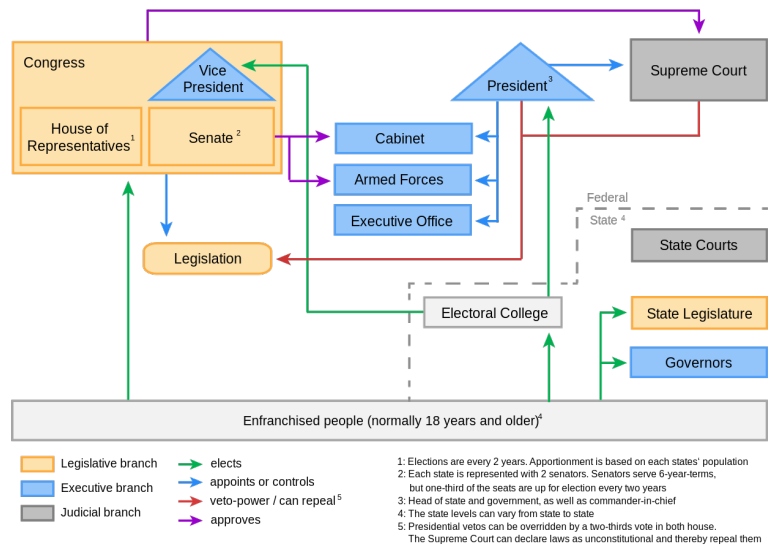 Congress
Vice
President
House of
Representatives1
Senate 2
President3
Supreme Court
Cabinet
Armed Forces
Executive Office
Legislation
Federal
State 4
State Courts
Electoral College
State Legislature
Governors
Enfranchised people (normally 18 years and older)4
Legislative branch
Executive branch
Judicial branch
elects
appoints or controls
veto-power / can repeal 5
approves
1: Elections are every 2 years. Apportionment is based on each states' population
2: Each state is represented with 2 senators. Senators serve 6-year-terms,
but one-third of the seats are up for election every two years
3: Head of state and government, as well as commander-in-chief
4: The state levels can vary from state to state
5: Presidential vetos can be overridden by a two-thirds vote in both house.
The Supreme Court can declare laws as unconstitutional and thereby repeal them